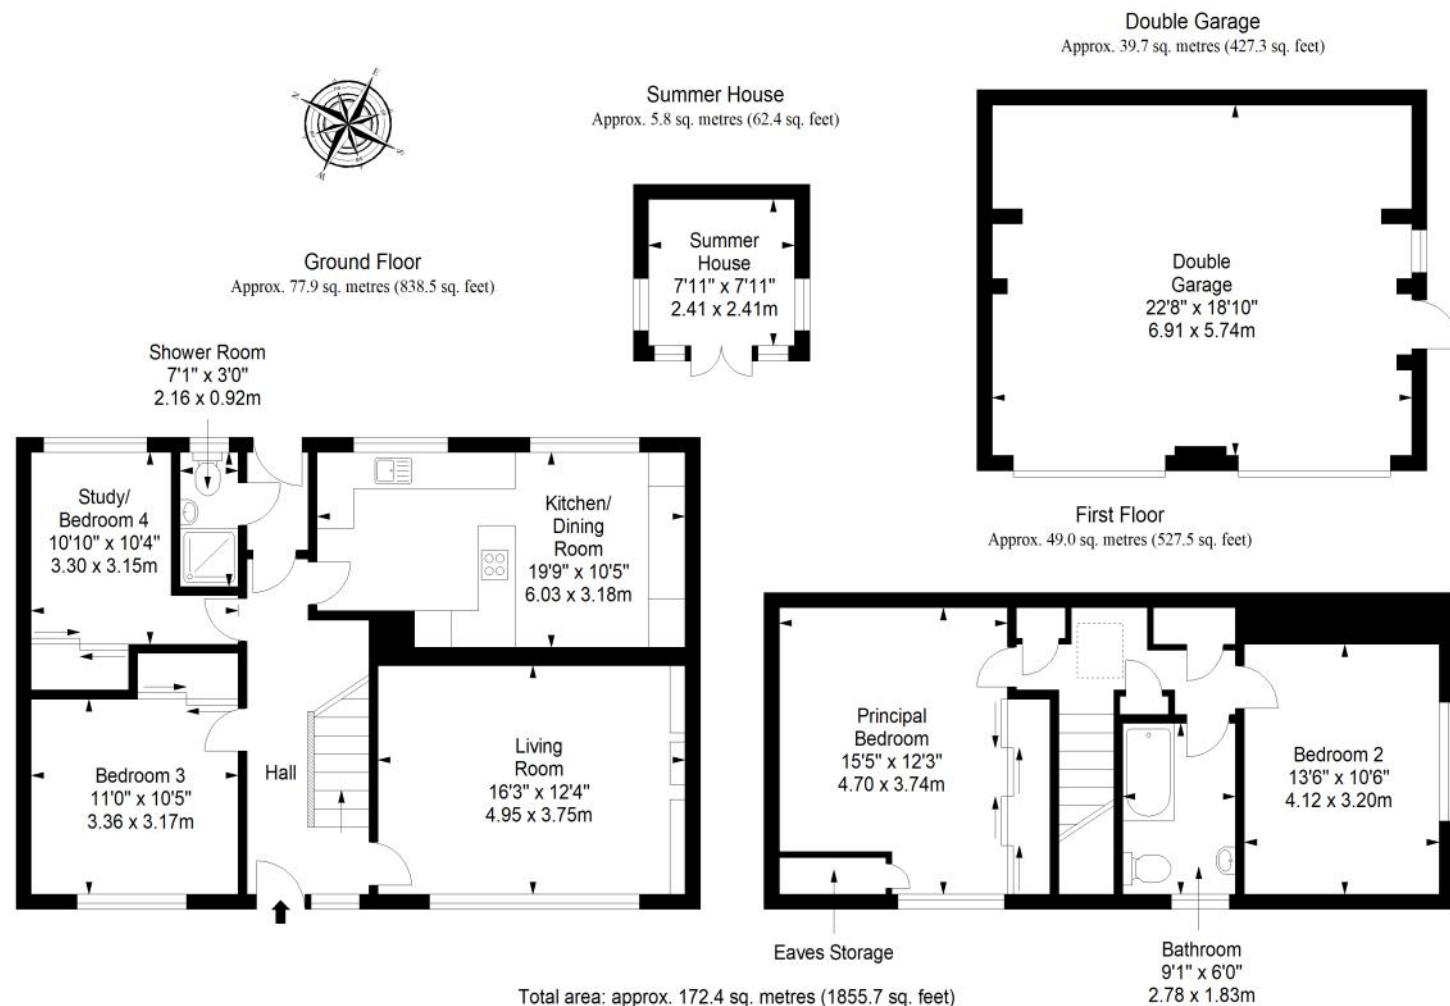 Double Garage
Approx. 39.7 sq. metres (427.3 sq. feet)
Summer House
Approx. 5.8 sq. metres (62.4 sq. feet)
E
N
S
W
Summer
House
7'11" x 7'11"
2.41 x 2.41m
Double
Garage
22'8" x 18'10"
6.91 x 5.74m
Ground Floor
Approx. 77.9 sq. metres (838.5 sq. feet)
Shower Room
7'1" x 3'0"
2.16 x 0.92m
Study/
Bedroom 4
10'10" x 10'4"
3.30 x 3.15m
Kitchen/
Dining
Room
19'9" x 10'5"
6.03 x 3.18m
Bedroom 3
11'0" x 10'5"
3.36 x 3.17m
Hall
Living
Room
16'3" x 12'4"
4.95 x 3.75m
First Floor
Approx. 49.0 sq. metres (527.5 sq. feet)
Principal
Bedroom
15'5" x 12'3"
4.70 x 3.74m
Bedroom 2
13'6" x 10'6"
4.12 x 3.20m
Eaves Storage
Bathroom
9'1" x 6'0"
2.78 x 1.83m
Total area: approx. 172.4 sq. metres (1855.7 sq. feet)